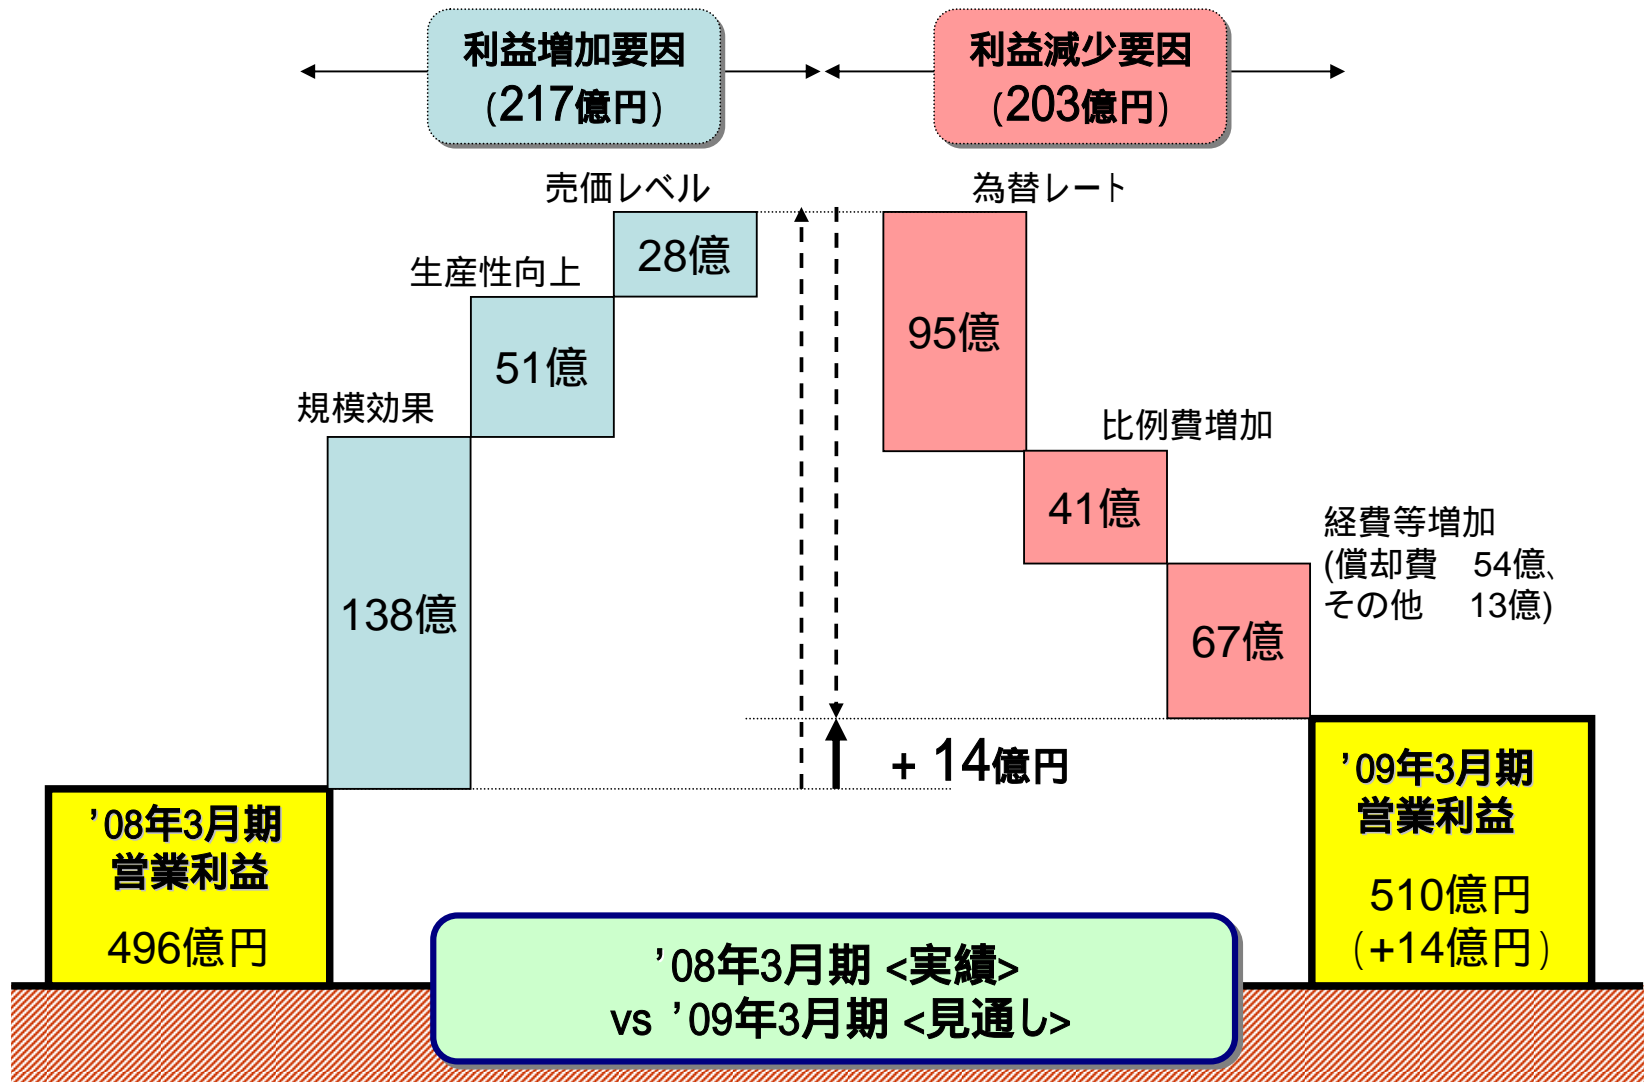 利益増加要因
(217億円)
利益減少要因
(203億円)
売価レベル
28億
生産性向上
51億
規模効果
138億
為替レート
95億
比例費増加
41億
経費等増加
(償却費　54億、
その他　13億)
67億
+ 14億円
’08年3月期
営業利益
496億円
’09年3月期
営業利益
510億円
(+14億円)
’08年3月期 <実績>
vs ’09年3月期 <見通し>